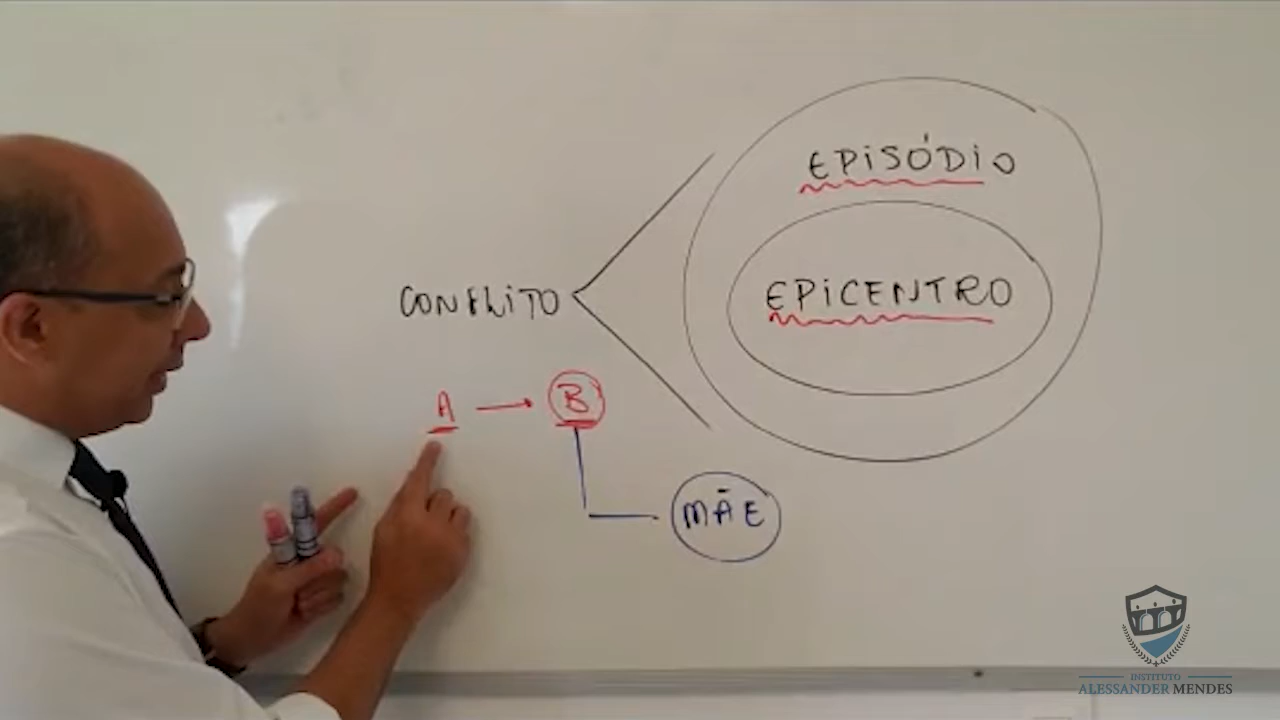 EPISÓDIO
EPICENTRO
CONFLITO
A → B
MÃE
INSTITUTO
ALESSANDER MENDES